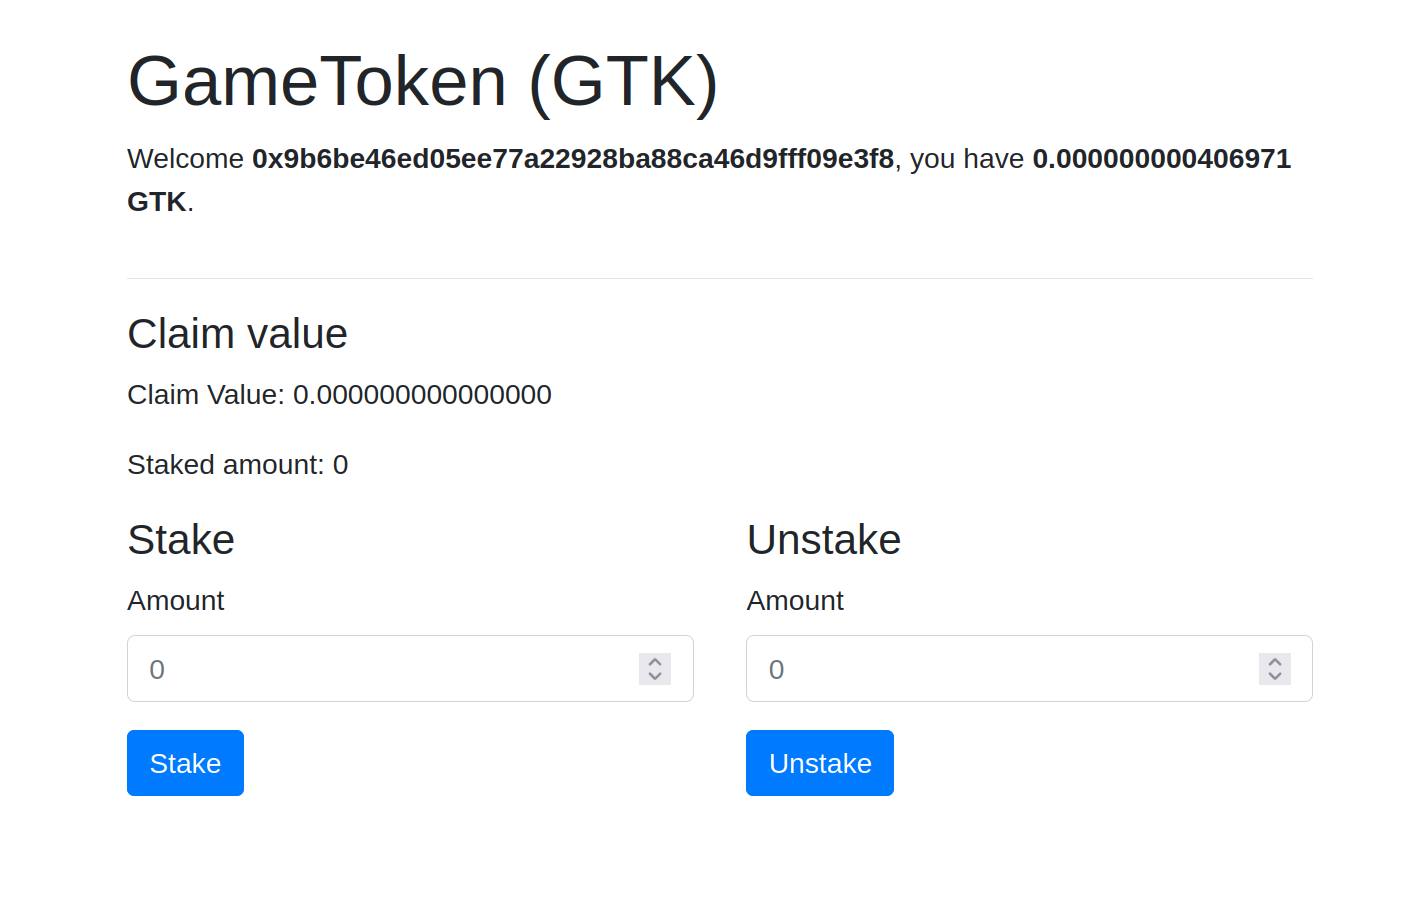 GameToken (GTK)
Welcome 0x9b6be46ed05ee77a22928ba88ca46d9fff09e3f8, you have 0.000000000406971
GTK.
Claim value
Claim Value: 0.000000000000000
Staked amount: 0
Stake
Amount
0
Stake
Unstake
Amount
0
Unstake